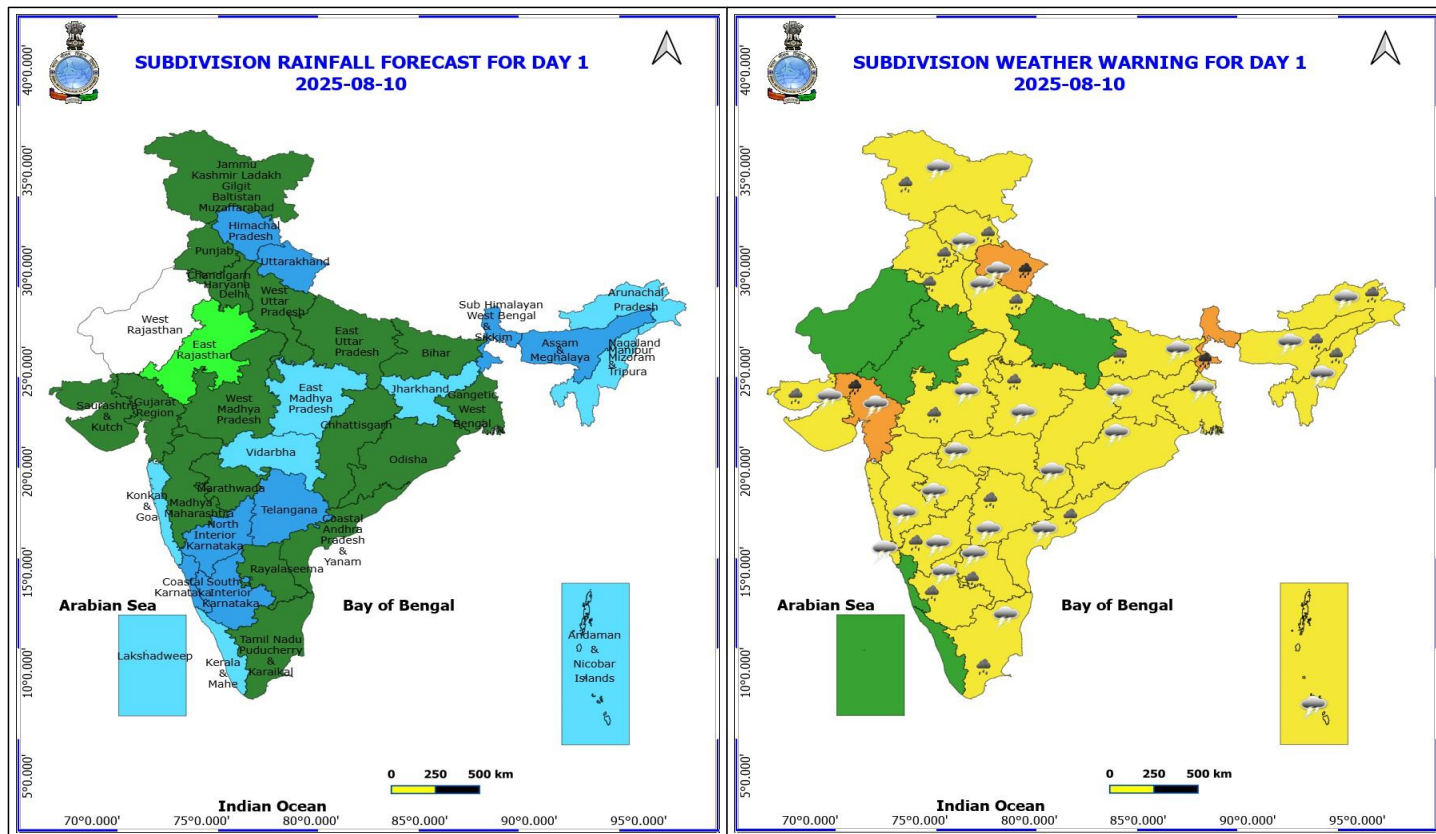 SUBDIVISION RAINFALL FORECAST FOR DAY 1
2025-08-10
40°0.000'
35°0.000'
30°0.000'
25°0.000'
20°0.000'
15°0.000'
10°0.000'
5°0.000'
Jammu
Kashmir Ladakh
Gilgit
Baltistan
Muzaffarabad
Himachal
Pradesh
Punjab
Uttarakhand
Chandigarh
Haryana
Delhi
West
Uttar
Pradesh
West
Rajasthan
East
Rajasthan
East
Uttar
Pradesh
Bihar
Sub Himalayan
West Bengal
&
Sikkim
Arunachal
Pradesh
Assam
&
Meghalaya
Nagaland
Manipur
Mizoram
&
Tripura
Saurashtra
&
Kutch
Gujarat
Region
West
Madhya
Pradesh
East
Madhya
Pradesh
Jharkhand
Gangetic
West
Bengal
Chhattisgarh
Vidarbha
Odisha
Konkan
&
Goa
Madhya
Maharashtra
Marathwada
Telangana
North
Interior
Karnataka
Coastal
Andhra
Pradesh
&
Yanam
Rayalaseema
Coastal
Karnataka
South
Interior
Karnataka
Arabian Sea
Bay of Bengal
Lakshadweep
Kerala
&
Mahe
Tamil Nadu
Puducherry
&
Karaikal
Andaman
&
Nicobar
Islands
0 250 500 km
Indian Ocean
70°0.000' 75°0.000' 80°0.000' 85°0.000' 90°0.000' 95°0.000'
SUBDIVISION WEATHER WARNING FOR DAY 1
2025-08-10
40°0.000'
35°0.000'
30°0.000'
25°0.000'
20°0.000'
15°0.000'
10°0.000'
5°0.000'
Arabian Sea
Bay of Bengal
0 250 500 km
Indian Ocean
70°0.000' 75°0.000' 80°0.000' 85°0.000' 90°0.000' 95°0.000'